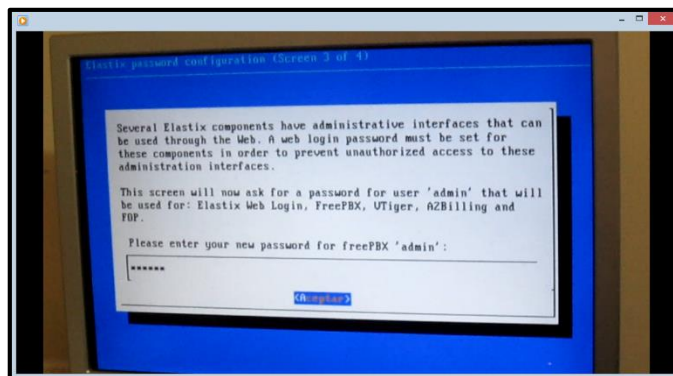 Elastix password configuration (Screen 3 of 4)
Several Elastix components have administrative interfaces that can
be used through the Web. A web login password must be set for
these components in order to prevent unauthorized access to these
administration interfaces.
This screen will now ask for a password for user 'admin' that will
be used for: Elastix Web Login, FreePBX, VTiger, A2Billing and
FOP.
Please enter your new password for freePBX 'admin':
******
<Aceptar>